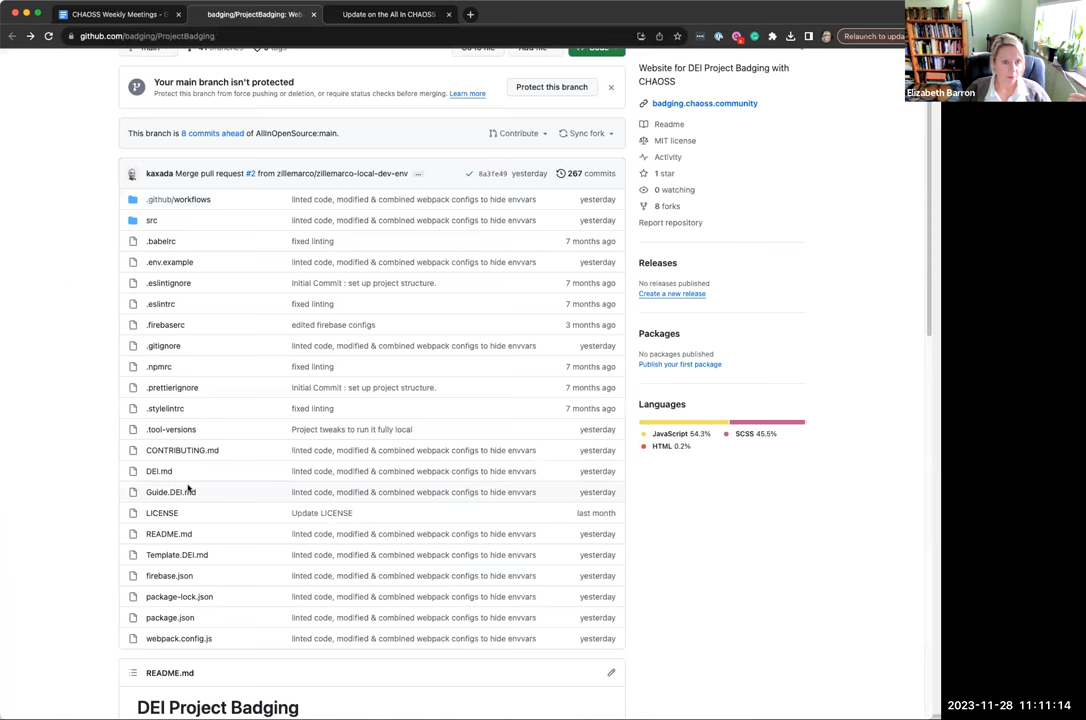 CHAOSS Weekly Meetings - G
badging/ProjectBadging: Web
Update on the All In CHAOSS
github.com/badging/ProjectBadging
Relaunch to upda
Elizabeth Barron
main
41 branches
0 tags
Go to file
Add file
Code
Your main branch isn't protected
Protect this branch from force pushing or deletion, or require status checks before merging. Learn more
Protect this branch
This branch is 8 commits ahead of AllInOpenSource:main.
Contribute
Sync fork
kaxada Merge pull request #2 from zillemarco/zillemarco-local-dev-env ...
8a3fe49 yesterday
267 commits
.github/workflows linted code, modified & combined webpack configs to hide envvars yesterday
src linted code, modified & combined webpack configs to hide envvars yesterday
.babelrc fixed linting 7 months ago
.env.example linted code, modified & combined webpack configs to hide envvars yesterday
.eslintignore Initial Commit : set up project structure. 7 months ago
.eslintrc fixed linting 7 months ago
.firebaserc edited firebase configs 3 months ago
.gitignore linted code, modified & combined webpack configs to hide envvars yesterday
.npmrc fixed linting 7 months ago
.prettierignore Initial Commit : set up project structure. 7 months ago
.stylelintrc fixed linting 7 months ago
.tool-versions Project tweaks to run it fully local yesterday
CONTRIBUTING.md linted code, modified & combined webpack configs to hide envvars yesterday
DEI.md linted code, modified & combined webpack configs to hide envvars yesterday
Guide.DEI.md linted code, modified & combined webpack configs to hide envvars yesterday
LICENSE Update LICENSE last month
README.md linted code, modified & combined webpack configs to hide envvars yesterday
Template.DEI.md linted code, modified & combined webpack configs to hide envvars yesterday
firebase.json linted code, modified & combined webpack configs to hide envvars yesterday
package-lock.json linted code, modified & combined webpack configs to hide envvars yesterday
package.json linted code, modified & combined webpack configs to hide envvars yesterday
webpack.config.js linted code, modified & combined webpack configs to hide envvars yesterday
README.md
DEI Project Badging
Website for DEI Project Badging with
CHAOSS
badging.chaoss.community
Readme
MIT license
Activity
1 star
0 watching
8 forks
Report repository
Releases
No releases published
Create a new release
Packages
No packages published
Publish your first package
Languages
JavaScript 54.3% SCSS 45.5%
HTML 0.2%
2023-11-28 11:11:14